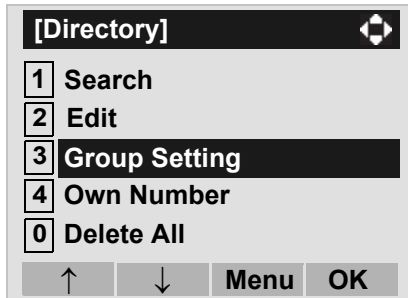 [Directory]
1 Search
2 Edit
3 Group Setting
4 Own Number
0 Delete All
↑ ↓ Menu OK